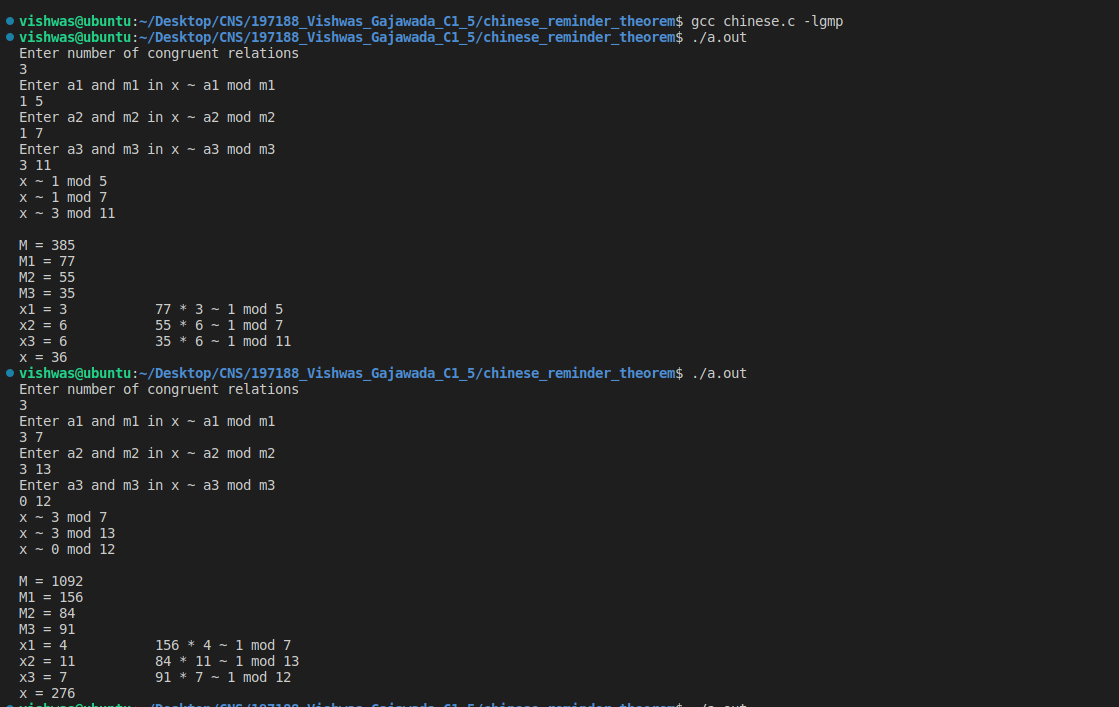 vishwas@ubuntu:~/Desktop/CNS/197188_Vishwas_Gajawada_C1_5/chinese_reminder_theorem$ gcc chinese.c -lgmp
vishwas@ubuntu:~/Desktop/CNS/197188_Vishwas_Gajawada_C1_5/chinese_reminder_theorem$ ./a.out
Enter number of congruent relations
3
Enter a1 and m1 in x ~ a1 mod m1
1 5
Enter a2 and m2 in x ~ a2 mod m2
1 7
Enter a3 and m3 in x ~ a3 mod m3
3 11
x ~ 1 mod 5
x ~ 1 mod 7
x ~ 3 mod 11
M = 385
M1 = 77
M2 = 55
M3 = 35
x1 = 3 77 * 3 ~ 1 mod 5
x2 = 6 55 * 6 ~ 1 mod 7
x3 = 6 35 * 6 ~ 1 mod 11
x = 36
vishwas@ubuntu:~/Desktop/CNS/197188_Vishwas_Gajawada_C1_5/chinese_reminder_theorem$ ./a.out
Enter number of congruent relations
3
Enter a1 and m1 in x ~ a1 mod m1
3 7
Enter a2 and m2 in x ~ a2 mod m2
3 13
Enter a3 and m3 in x ~ a3 mod m3
0 12
x ~ 3 mod 7
x ~ 3 mod 13
x ~ 0 mod 12
M = 1092
M1 = 156
M2 = 84
M3 = 91
x1 = 4 156 * 4 ~ 1 mod 7
x2 = 11 84 * 11 ~ 1 mod 13
x3 = 7 91 * 7 ~ 1 mod 12
x = 276